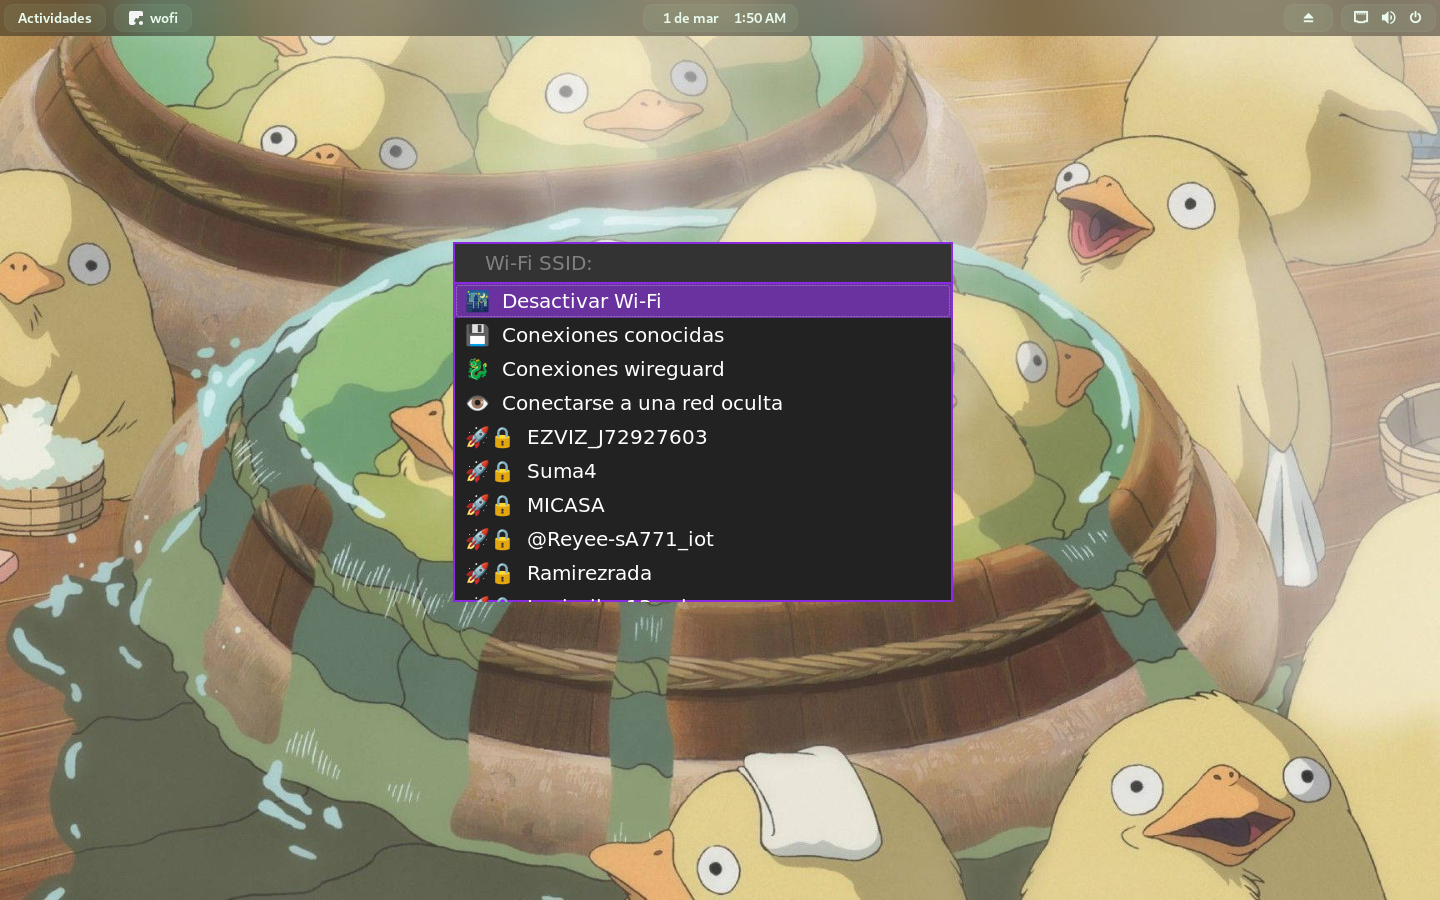 Actividades
wofi
1 de mar 1:50 AM
Wi-Fi SSID:
Desactivar Wi-Fi
Conexiones conocidas
Conexiones wireguard
Conectarse a una red oculta
EZVIZ_J72927603
Suma4
MICASA
@Reyee-sA771_iot
Ramirezrada